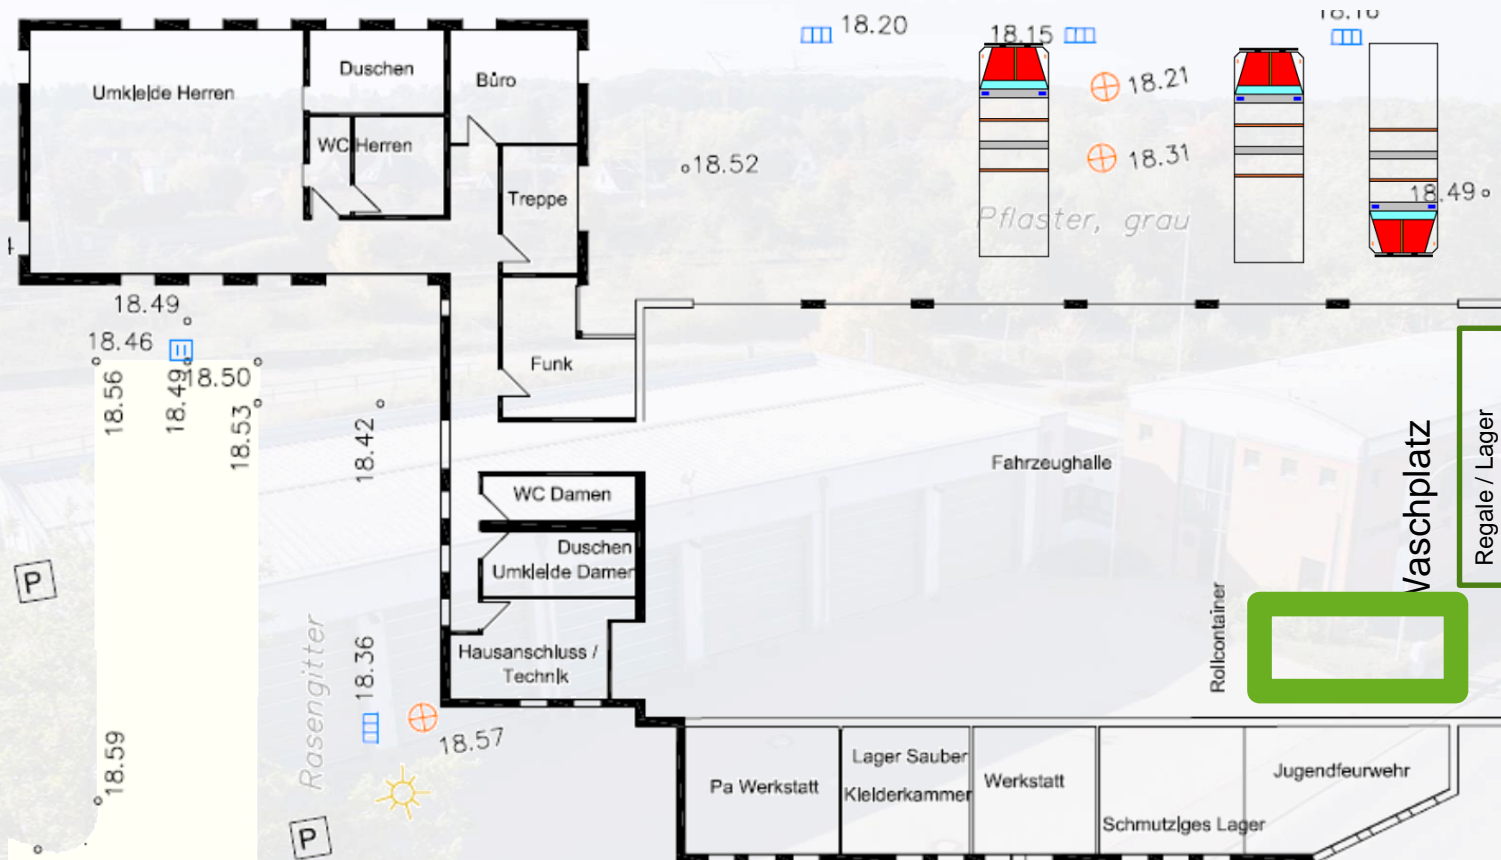 18.20
18.15
18.21
18.31
18.52
18.49
Pflaster, grau
Umkleide Herren
Duschen
Büro
WC Herren
Treppe
4
18.49
18.46
18.56
18.49
18.50
18.53
18.42
Funk
Fahrzeughalle
Waschplatz
Regale / Lager
WC Damen
Duschen
Umkleide Damen
Hausanschluss /
Technik
Rollcontainer
P
Rasengitter
18.36
18.57
18.59
P
Pa Werkstatt
Lager Sauber
Kleiderkammer
Werkstatt
Schmutziges Lager
Jugendfeurwehr